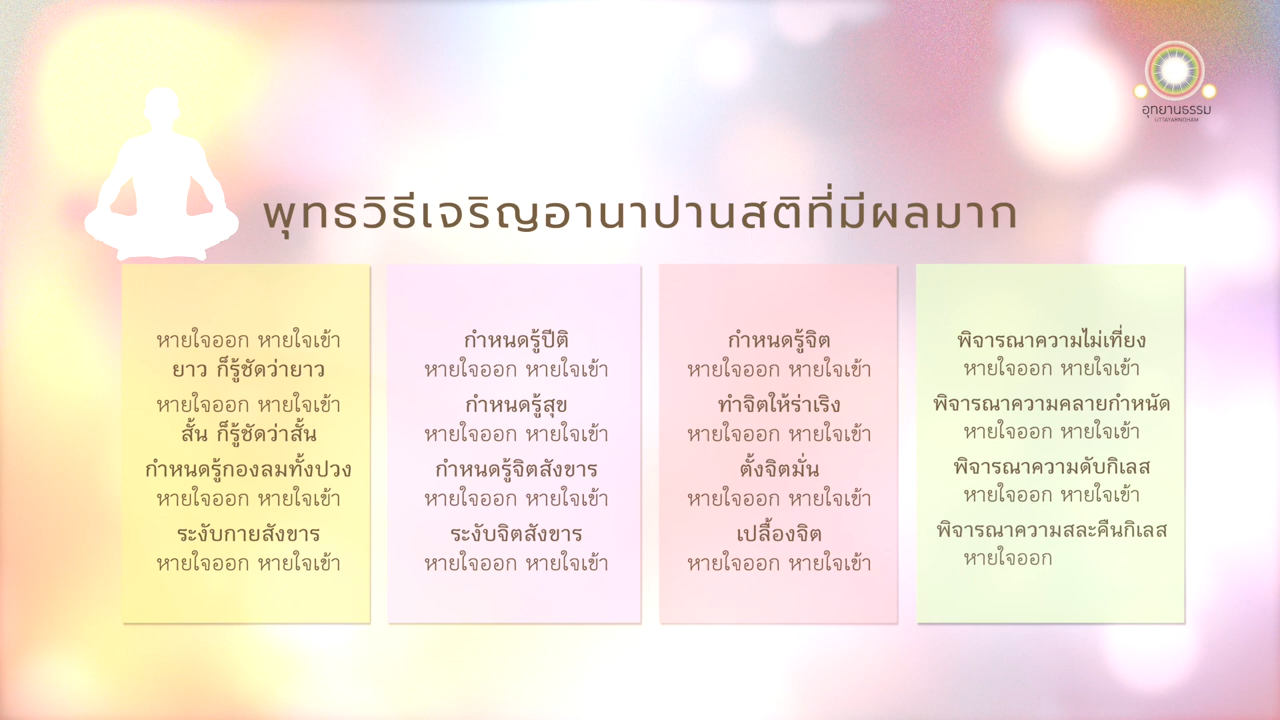 อุทยานธรรม
UTTAYARNDHAM
พุทธวิธีเจริญอานาปานสติที่มีผลมาก
หายใจออก หายใจเข้า
ยาว ก็รู้ชัดว่ายาว
หายใจออก หายใจเข้า
สั้น ก็รู้ชัดว่าสั้น
กำหนดรู้กองลมทั้งปวง
หายใจออก หายใจเข้า
ระงับกายสังขาร
หายใจออก หายใจเข้า
กำหนดรู้ปีติ
หายใจออก หายใจเข้า
กำหนดรู้สุข
หายใจออก หายใจเข้า
กำหนดรู้จิตสังขาร
หายใจออก หายใจเข้า
ระงับจิตสังขาร
หายใจออก หายใจเข้า
กำหนดรู้จิต
หายใจออก หายใจเข้า
ทำจิตให้ร่าเริง
หายใจออก หายใจเข้า
ตั้งจิตมั่น
หายใจออก หายใจเข้า
เปลื้องจิต
หายใจออก หายใจเข้า
พิจารณาความไม่เที่ยง
หายใจออก หายใจเข้า
พิจารณาความคลายกำหนัด
หายใจออก หายใจเข้า
พิจารณาความดับกิเลส
หายใจออก หายใจเข้า
พิจารณาความสละคืนกิเลส
หายใจออก